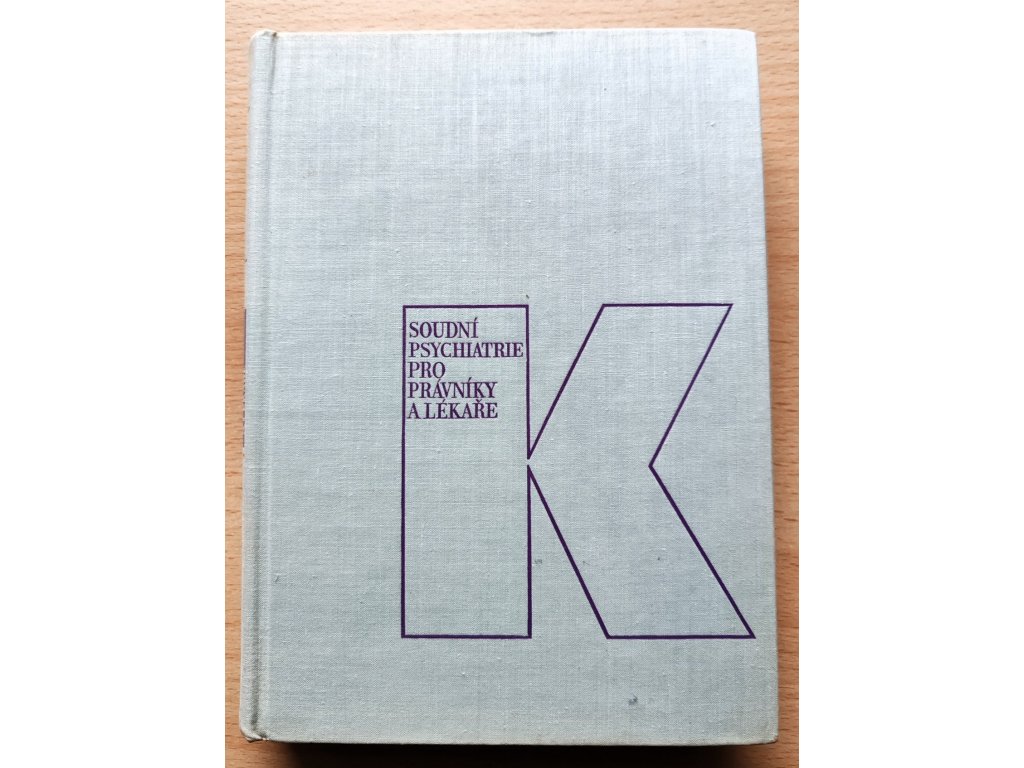 SOUDNÍ
PSYCHIATRIE
PRO
PRÁVNÍKY
A LÉKAŘE
K